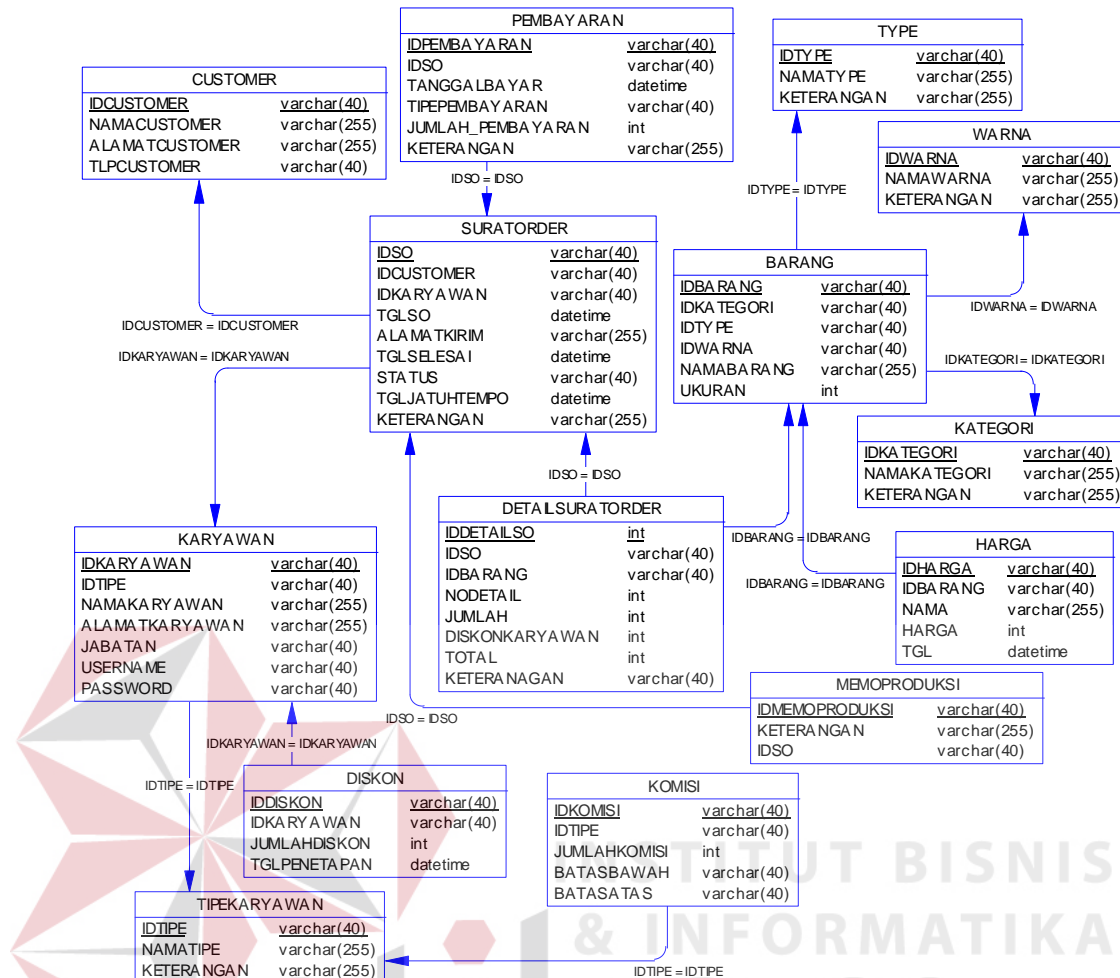 PEMBAYARAN
IDPEMBAYARAN varchar(40)
IDSO varchar(40)
TANGGALBAYAR datetime
TIPEPEMBAYARAN varchar(40)
JUMLAH_PEMBAYARAN int
KETERANGAN varchar(255)
TYPE
IDTYPE varchar(40)
NAMATYPE varchar(255)
KETERANGAN varchar(255)
CUSTOMER
IDCUSTOMER varchar(40)
NAMACUSTOMER varchar(255)
ALAMATCUSTOMER varchar(255)
TLPCUSTOMER varchar(40)
WARNA
IDWARNA varchar(40)
NAMAWARNA varchar(255)
KETERANGAN varchar(255)
IDSO = IDSO
IDTYPE = IDTYPE
SURATORDER
IDSO varchar(40)
IDCUSTOMER varchar(40)
IDKARYAWAN varchar(40)
TGLSO datetime
ALAMATKIRIM varchar(255)
TGLSELESAI datetime
STATUS varchar(40)
TGLJATUHTEMPO datetime
KETERANGAN varchar(255)
BARANG
IDBARANG varchar(40)
IDKATEGORI varchar(40)
IDTYPE varchar(40)
IDWARNA varchar(40)
NAMABARANG varchar(255)
UKURAN int
IDWARNA = IDWARNA
IDCUSTOMER = IDCUSTOMER
IDKARYAWAN = IDKARYAWAN
IDKATEGORI = IDKATEGORI
KATEGORI
IDKATEGORI varchar(40)
NAMAKATEGORI varchar(255)
KETERANGAN varchar(255)
IDSO = IDSO
DETAILSURATORDER
IDDETAILSO int
IDSO varchar(40)
IDBARANG varchar(40)
NODETAIL int
JUMLAH int
DISKONKARYAWAN int
TOTAL int
KETERANAGAN varchar(40)
IDBARANG = IDBARANG
IDBARANG = IDBARANG
HARGA
IDHARGA varchar(40)
IDBARANG varchar(40)
NAMA varchar(255)
HARGA int
TGL datetime
KARYAWAN
IDKARYAWAN varchar(40)
IDTIPE varchar(40)
NAMAKARYAWAN varchar(255)
ALAMATKARYAWAN varchar(255)
JABATAN varchar(40)
USERNAME varchar(40)
PASSWORD varchar(40)
MEMOPRODUKSI
IDMEMOPRODUKSI varchar(40)
KETERANGAN varchar(255)
IDSO varchar(40)
IDSO = IDSO
IDKARYAWAN = IDKARYAWAN
IDTIPE = IDTIPE
DISKON
IDDISKON varchar(40)
IDKARYAWAN varchar(40)
JUMLAHDISKON int
TGLPENETAPAN datetime
KOMISI
IDKOMISI varchar(40)
IDTIPE varchar(40)
JUMLAHKOMISI int
BATASBAWAH varchar(40)
BATASATAS varchar(40)
INSTITUT BISNIS
& INFORMATIKA
TIPEKARYAWAN
IDTIPE varchar(40)
NAMATIPE varchar(255)
KETERANGAN varchar(255)
IDTIPE = IDTIPE